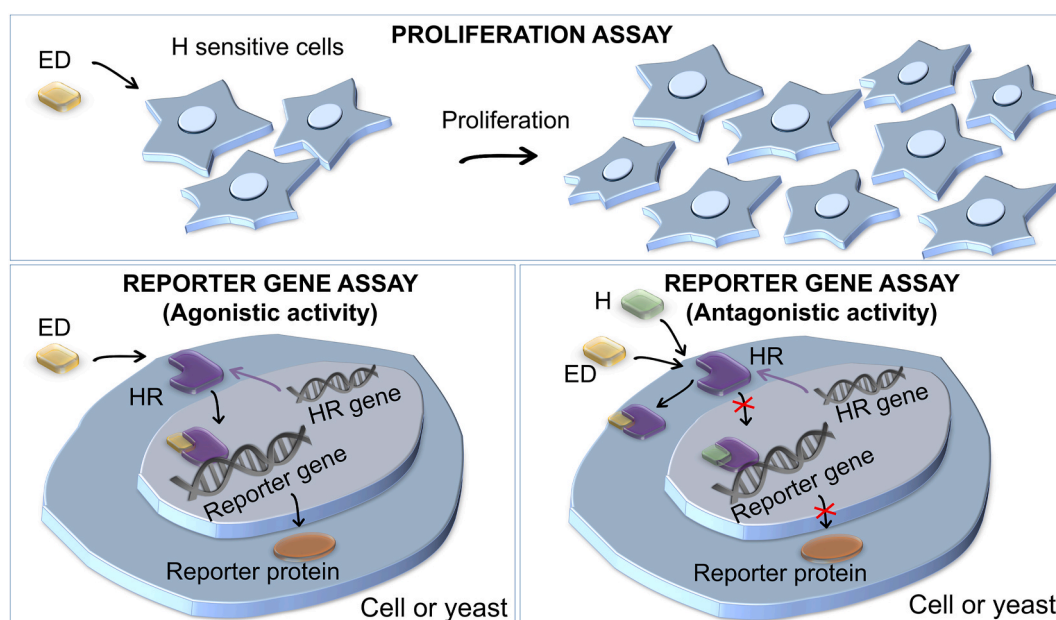 PROLIFERATION ASSAY
ED
H sensitive cells
Proliferation
REPORTER GENE ASSAY
(Agonistic activity)
ED
HR
HR gene
Reporter gene
Reporter protein
Cell or yeast
REPORTER GENE ASSAY
(Antagonistic activity)
H
ED
HR
HR gene
Reporter gene
Reporter protein
Cell or yeast